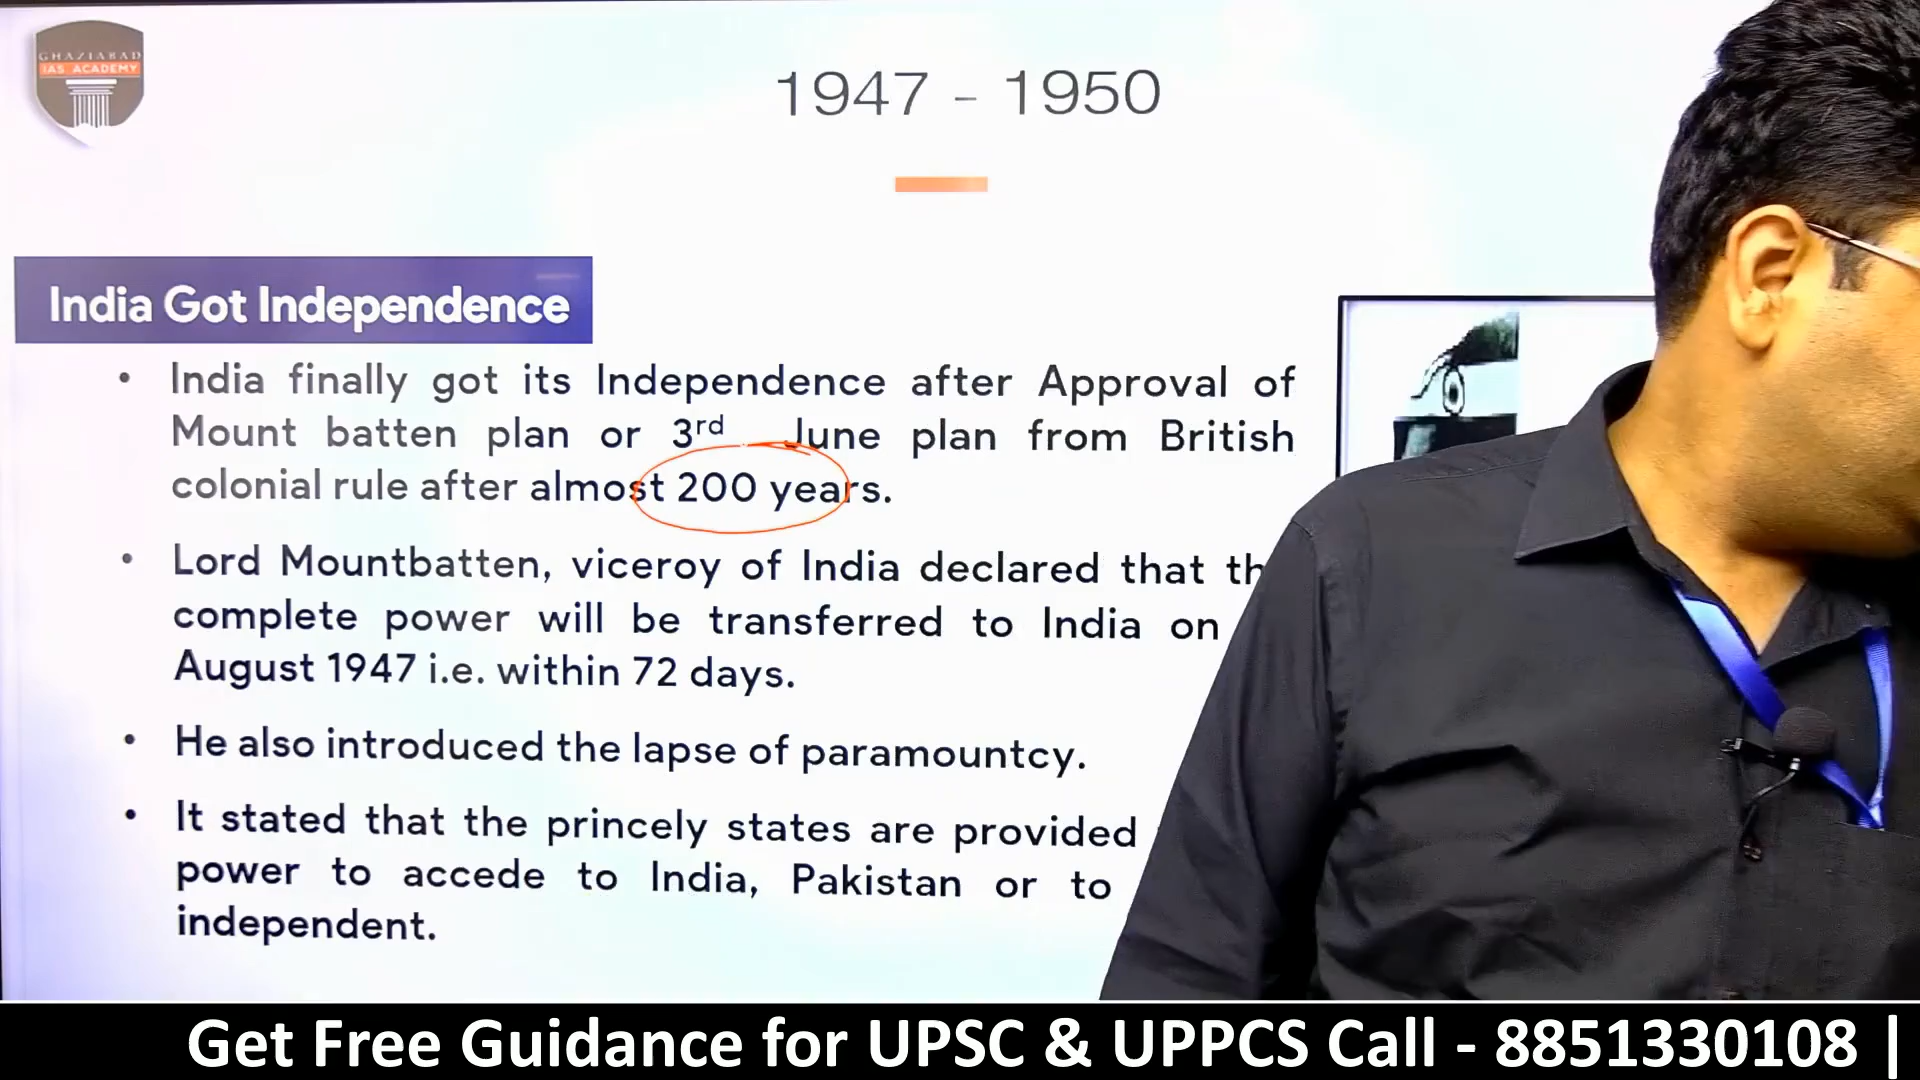 GHAZIABAD
IAS ACADEMY
1947 - 1950
India Got Independence
• India finally got its Independence after Approval of
Mount batten plan or 3rd June plan from British
colonial rule after almost 200 years.
• Lord Mountbatten, viceroy of India declared that th
complete power will be transferred to India on
August 1947 i.e. within 72 days.
• He also introduced the lapse of paramountcy.
• It stated that the princely states are provided
power to accede to India, Pakistan or to
independent.
Get Free Guidance for UPSC & UPPCS Call - 8851330108 |